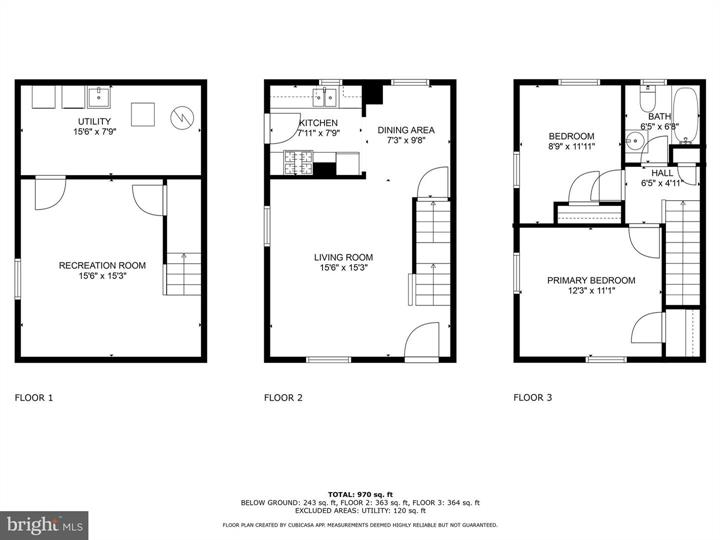 UTILITY
15'6" x 7'9"
RECREATION ROOM
15'6" x 15'3"
FLOOR 1
KITCHEN
7'11" x 7'9"
DINING AREA
7'3" x 9'8"
LIVING ROOM
15'6" x 15'3"
FLOOR 2
BATH
6'5" x 6'8"
BEDROOM
8'9" x 11'11"
HALL
6'5" x 4'11"
PRIMARY BEDROOM
12'3" x 11'1"
FLOOR 3
TOTAL: 970 sq. ft
BELOW GROUND: 243 sq. ft, FLOOR 2: 363 sq. ft, FLOOR 3: 364 sq. ft
EXCLUDED AREAS: UTILITY: 120 sq. ft
FLOOR PLAN CREATED BY CUBICASA APP. MEASUREMENTS DEEMED HIGHLY RELIABLE BUT NOT GUARANTEED.
bright MLS